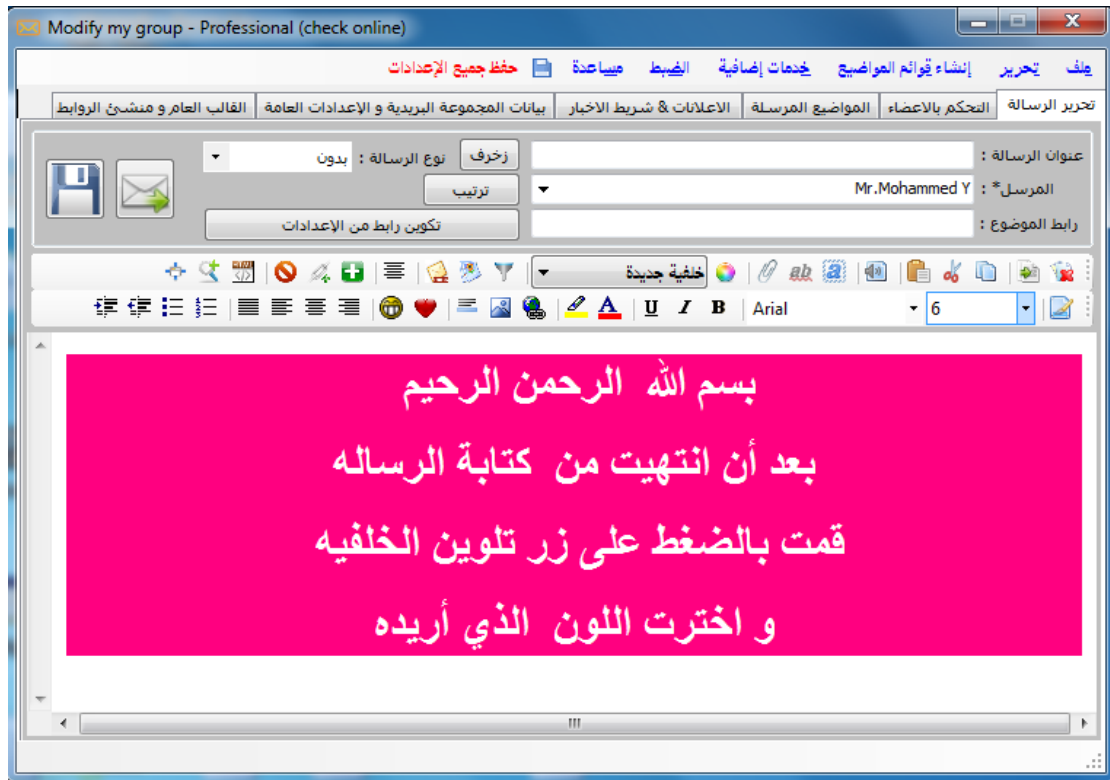 Modify my group - Professional (check online)
ملف تحرير إنشاء قوائم المواضيع خدمات إضافية الضبط مساعدة حفظ جميع الإعدادات
تحرير الرسالة التحكم بالاعضاء المواضيع المرسلة الاعلانات & شريط الاخبار بيانات المجموعة البريدية و الإعدادات العامة القالب العام و منشئ الروابط
عنوان الرسالة : زخرف نوع الرسالة : بدون
المرسل* : Mr.Mohammed Y ترتيب
رابط الموضوع : تكوين رابط من الإعدادات
ab a خلفية جديدة
6 Arial B I U A
بسم الله الرحمن الرحيم
بعد أن انتهيت من كتابة الرساله
قمت بالضغط على زر تلوين الخلفيه
و اخترت اللون الذي أريده